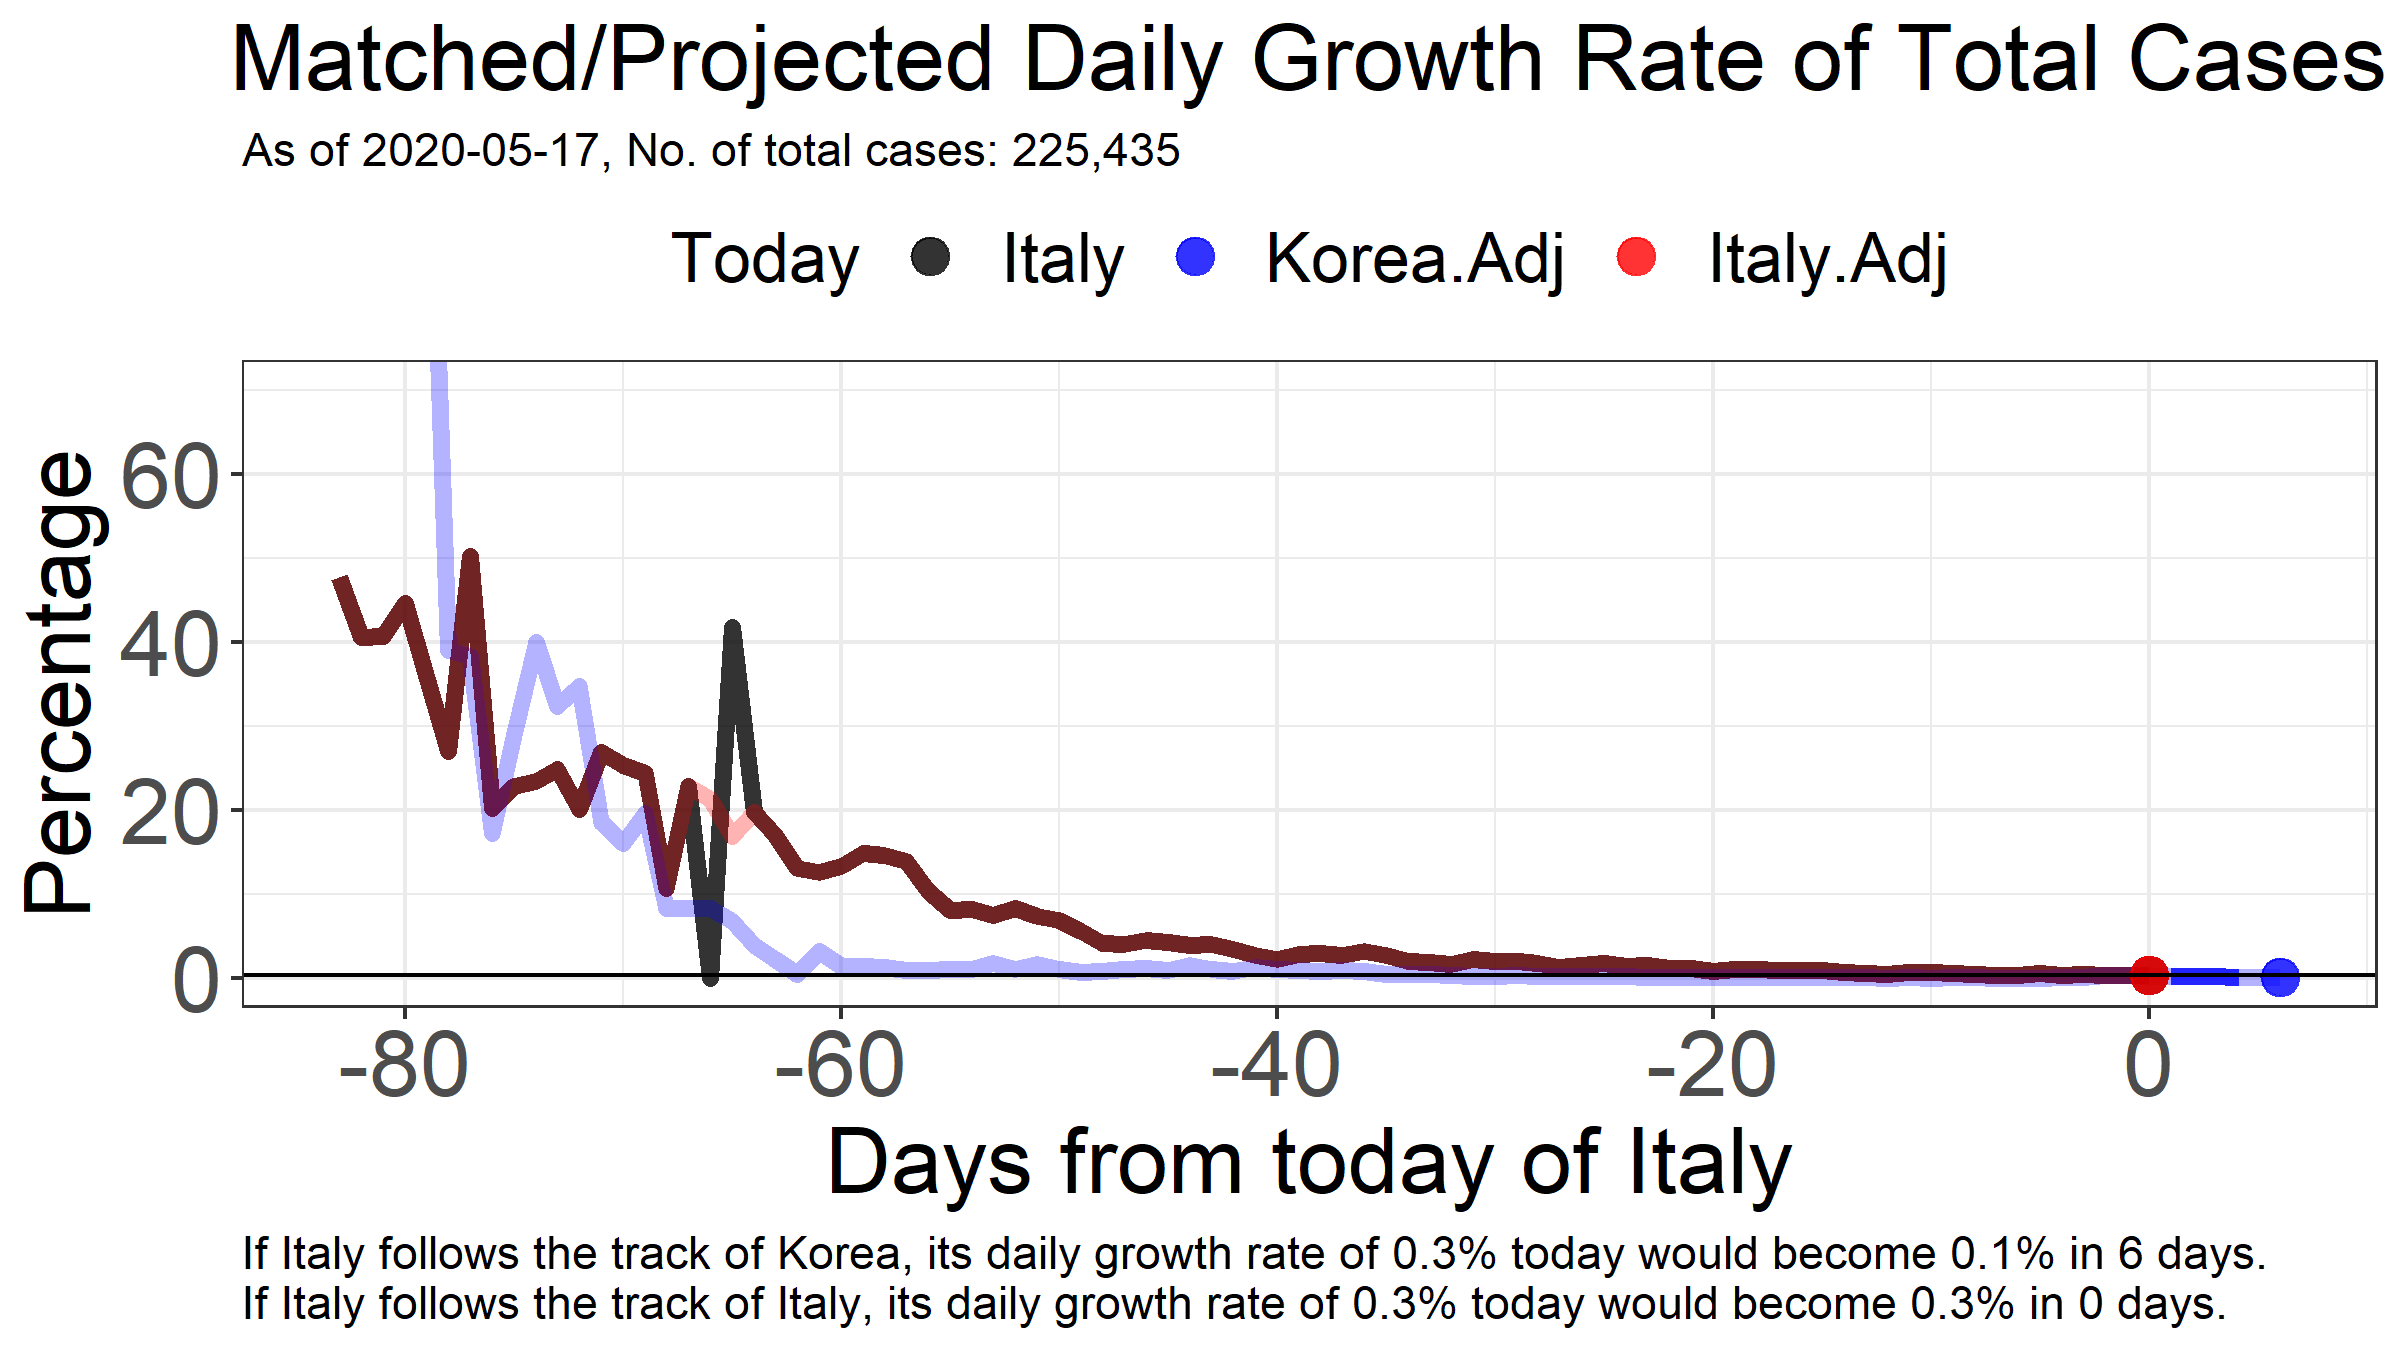 Matched/Projected Daily Growth Rate of Total Cases
As of 2020-05-17, No. of total cases: 225,435
Today Italy Korea.Adj Italy.Adj
Percentage
60
40
20
0
-80 -60 -40 -20 0
Days from today of Italy
If Italy follows the track of Korea, its daily growth rate of 0.3% today would become 0.1% in 6 days.
If Italy follows the track of Italy, its daily growth rate of 0.3% today would become 0.3% in 0 days.